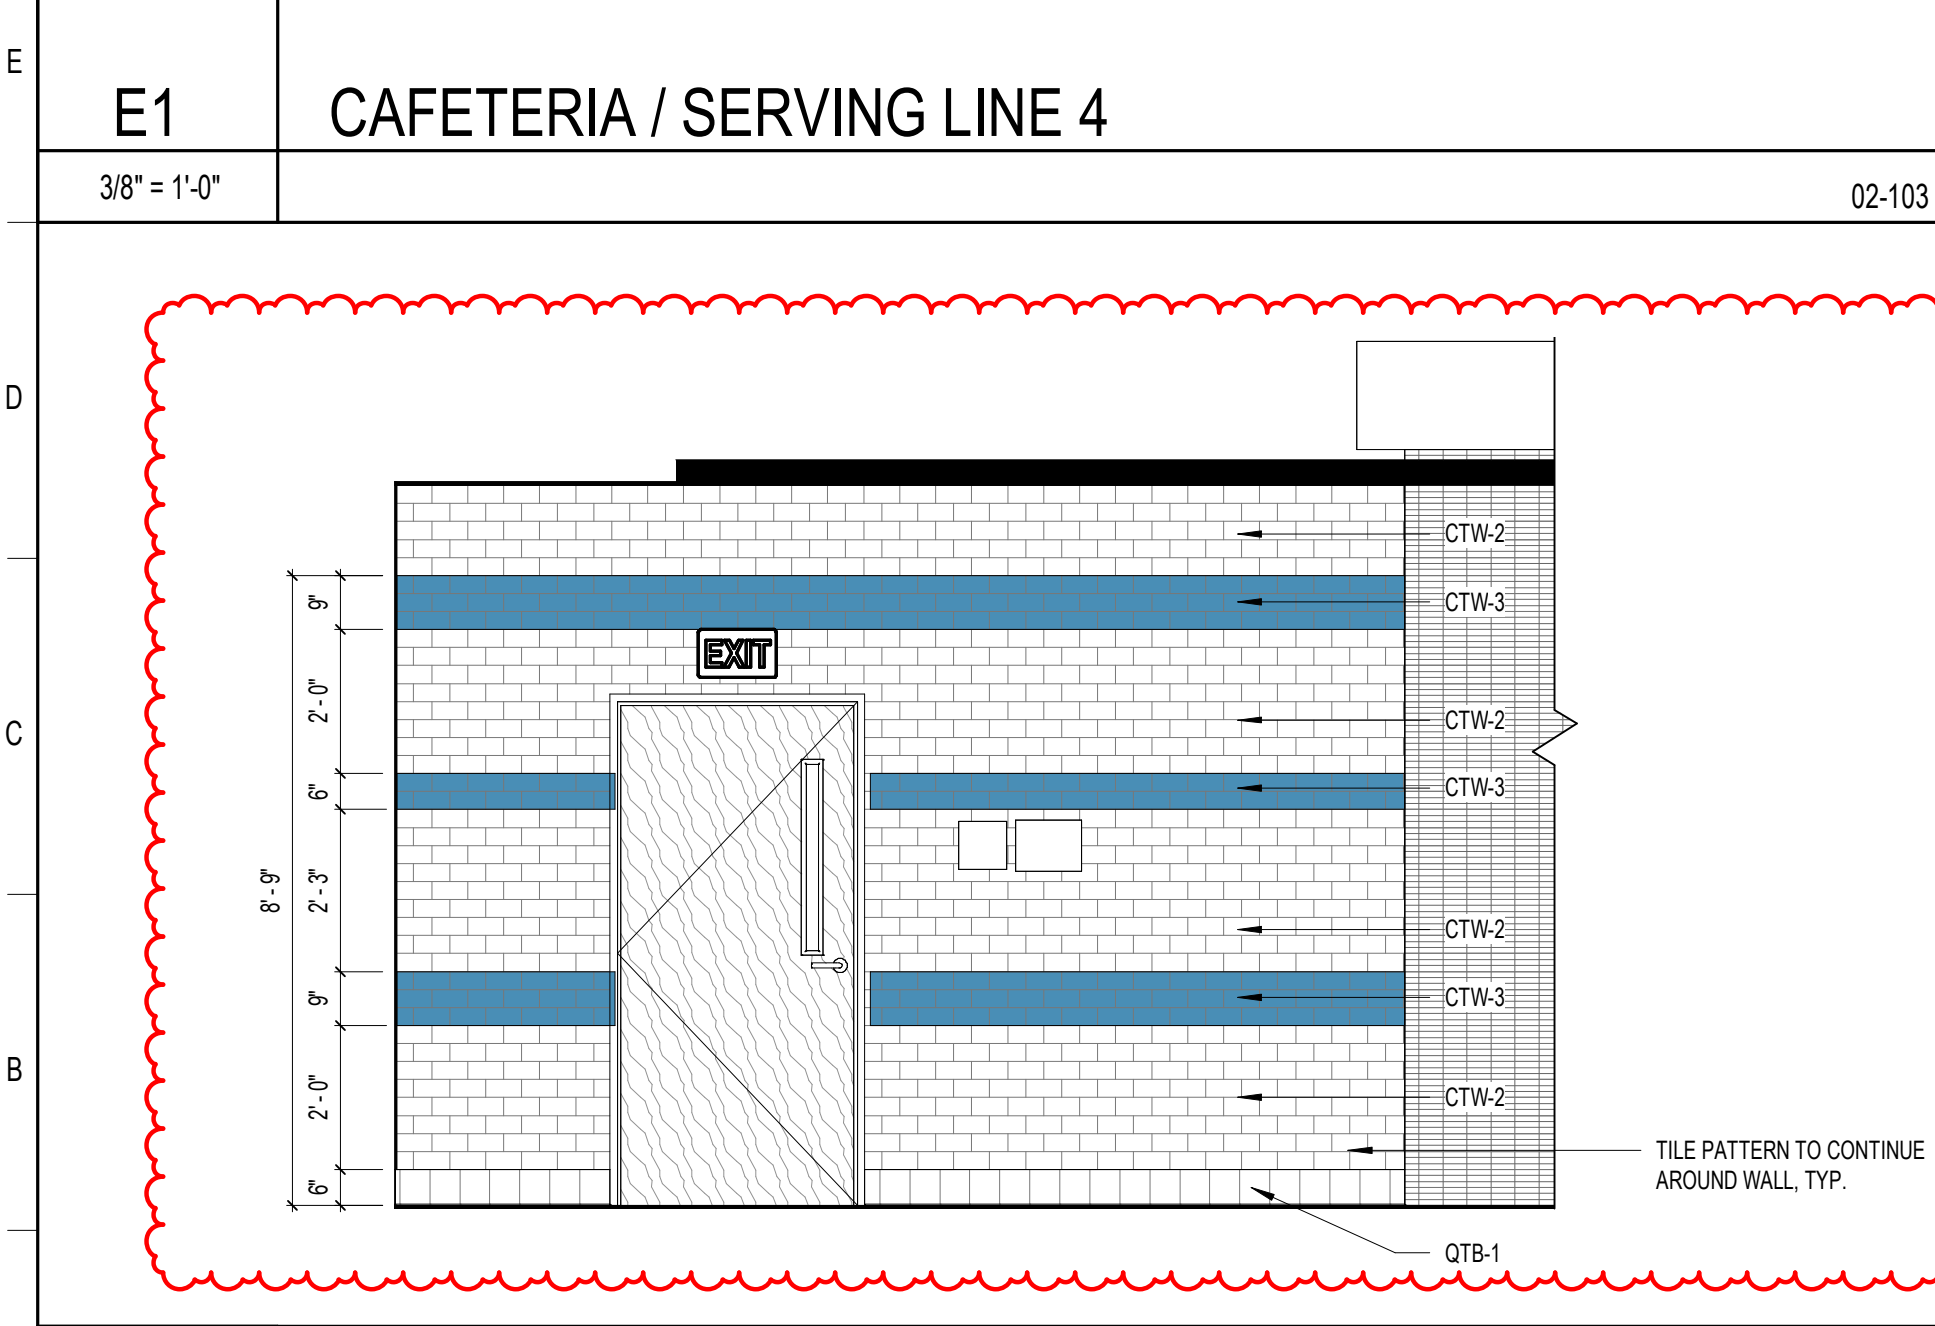 E
E1
CAFETERIA / SERVING LINE 4
3/8" = 1'-0"
02-103
D
CTW-2
9"
CTW-3
EXIT
2' - 0"
C
CTW-2
6"
CTW-3
8' - 9"
2' - 3"
CTW-2
9"
CTW-3
B
2' - 0"
CTW-2
TILE PATTERN TO CONTINUE
AROUND WALL, TYP.
6"
QTB-1